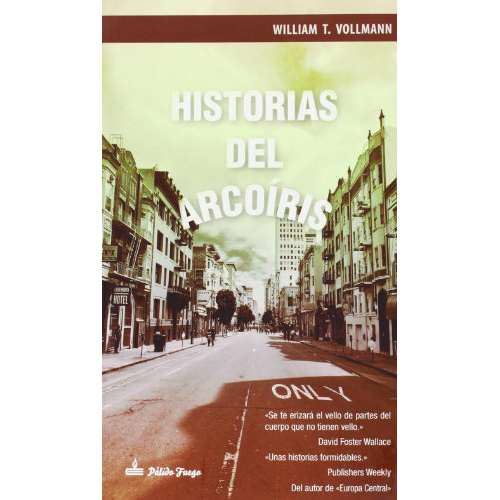 WILLIAM T. VOLLMANN
HISTORIAS
DEL
ARCOÍRIS
HOTEL
ONLY
«Se te erizará el vello de partes del
cuerpo que no tienen vello.»
David Foster Wallace
«Unas historias formidables.»
Publishers Weekly
Del autor de «Europa Central»
Pálido Fuego